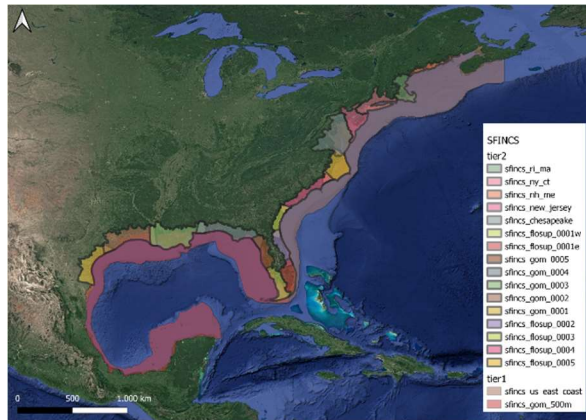 SFINCS
tier2
sfincs_ri_ma
sfincs_ny_ct
sfincs_nh_me
sfincs_new_jersey
sfincs_chesapeake
sfincs_flosup_0001w
sfincs_flosup_0001e
sfincs_gom_0005
sfincs_gom_0004
sfincs_gom_0003
sfincs_gom_0002
sfincs_gom_0001
sfincs_flosup_0002
sfincs_flosup_0003
sfincs_flosup_0004
sfincs_flosup_0005
tier1
sfincs_us_east_coast
sfincs_gom_500m
0 500 1.000 km